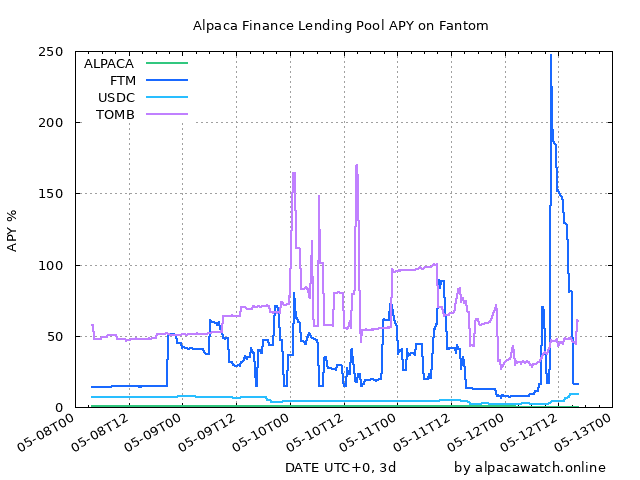 Alpaca Finance Lending Pool APY on Fantom
250
200
150
100
50
0
APY %
ALPACA
FTM
USDC
TOMB
05-08T00
05-08T12
05-09T00
05-09T12
05-10T00
05-10T12
05-11T00
05-11T12
05-12T00
05-12T12
05-13T00
DATE UTC+0, 3d
by alpacawatch.online